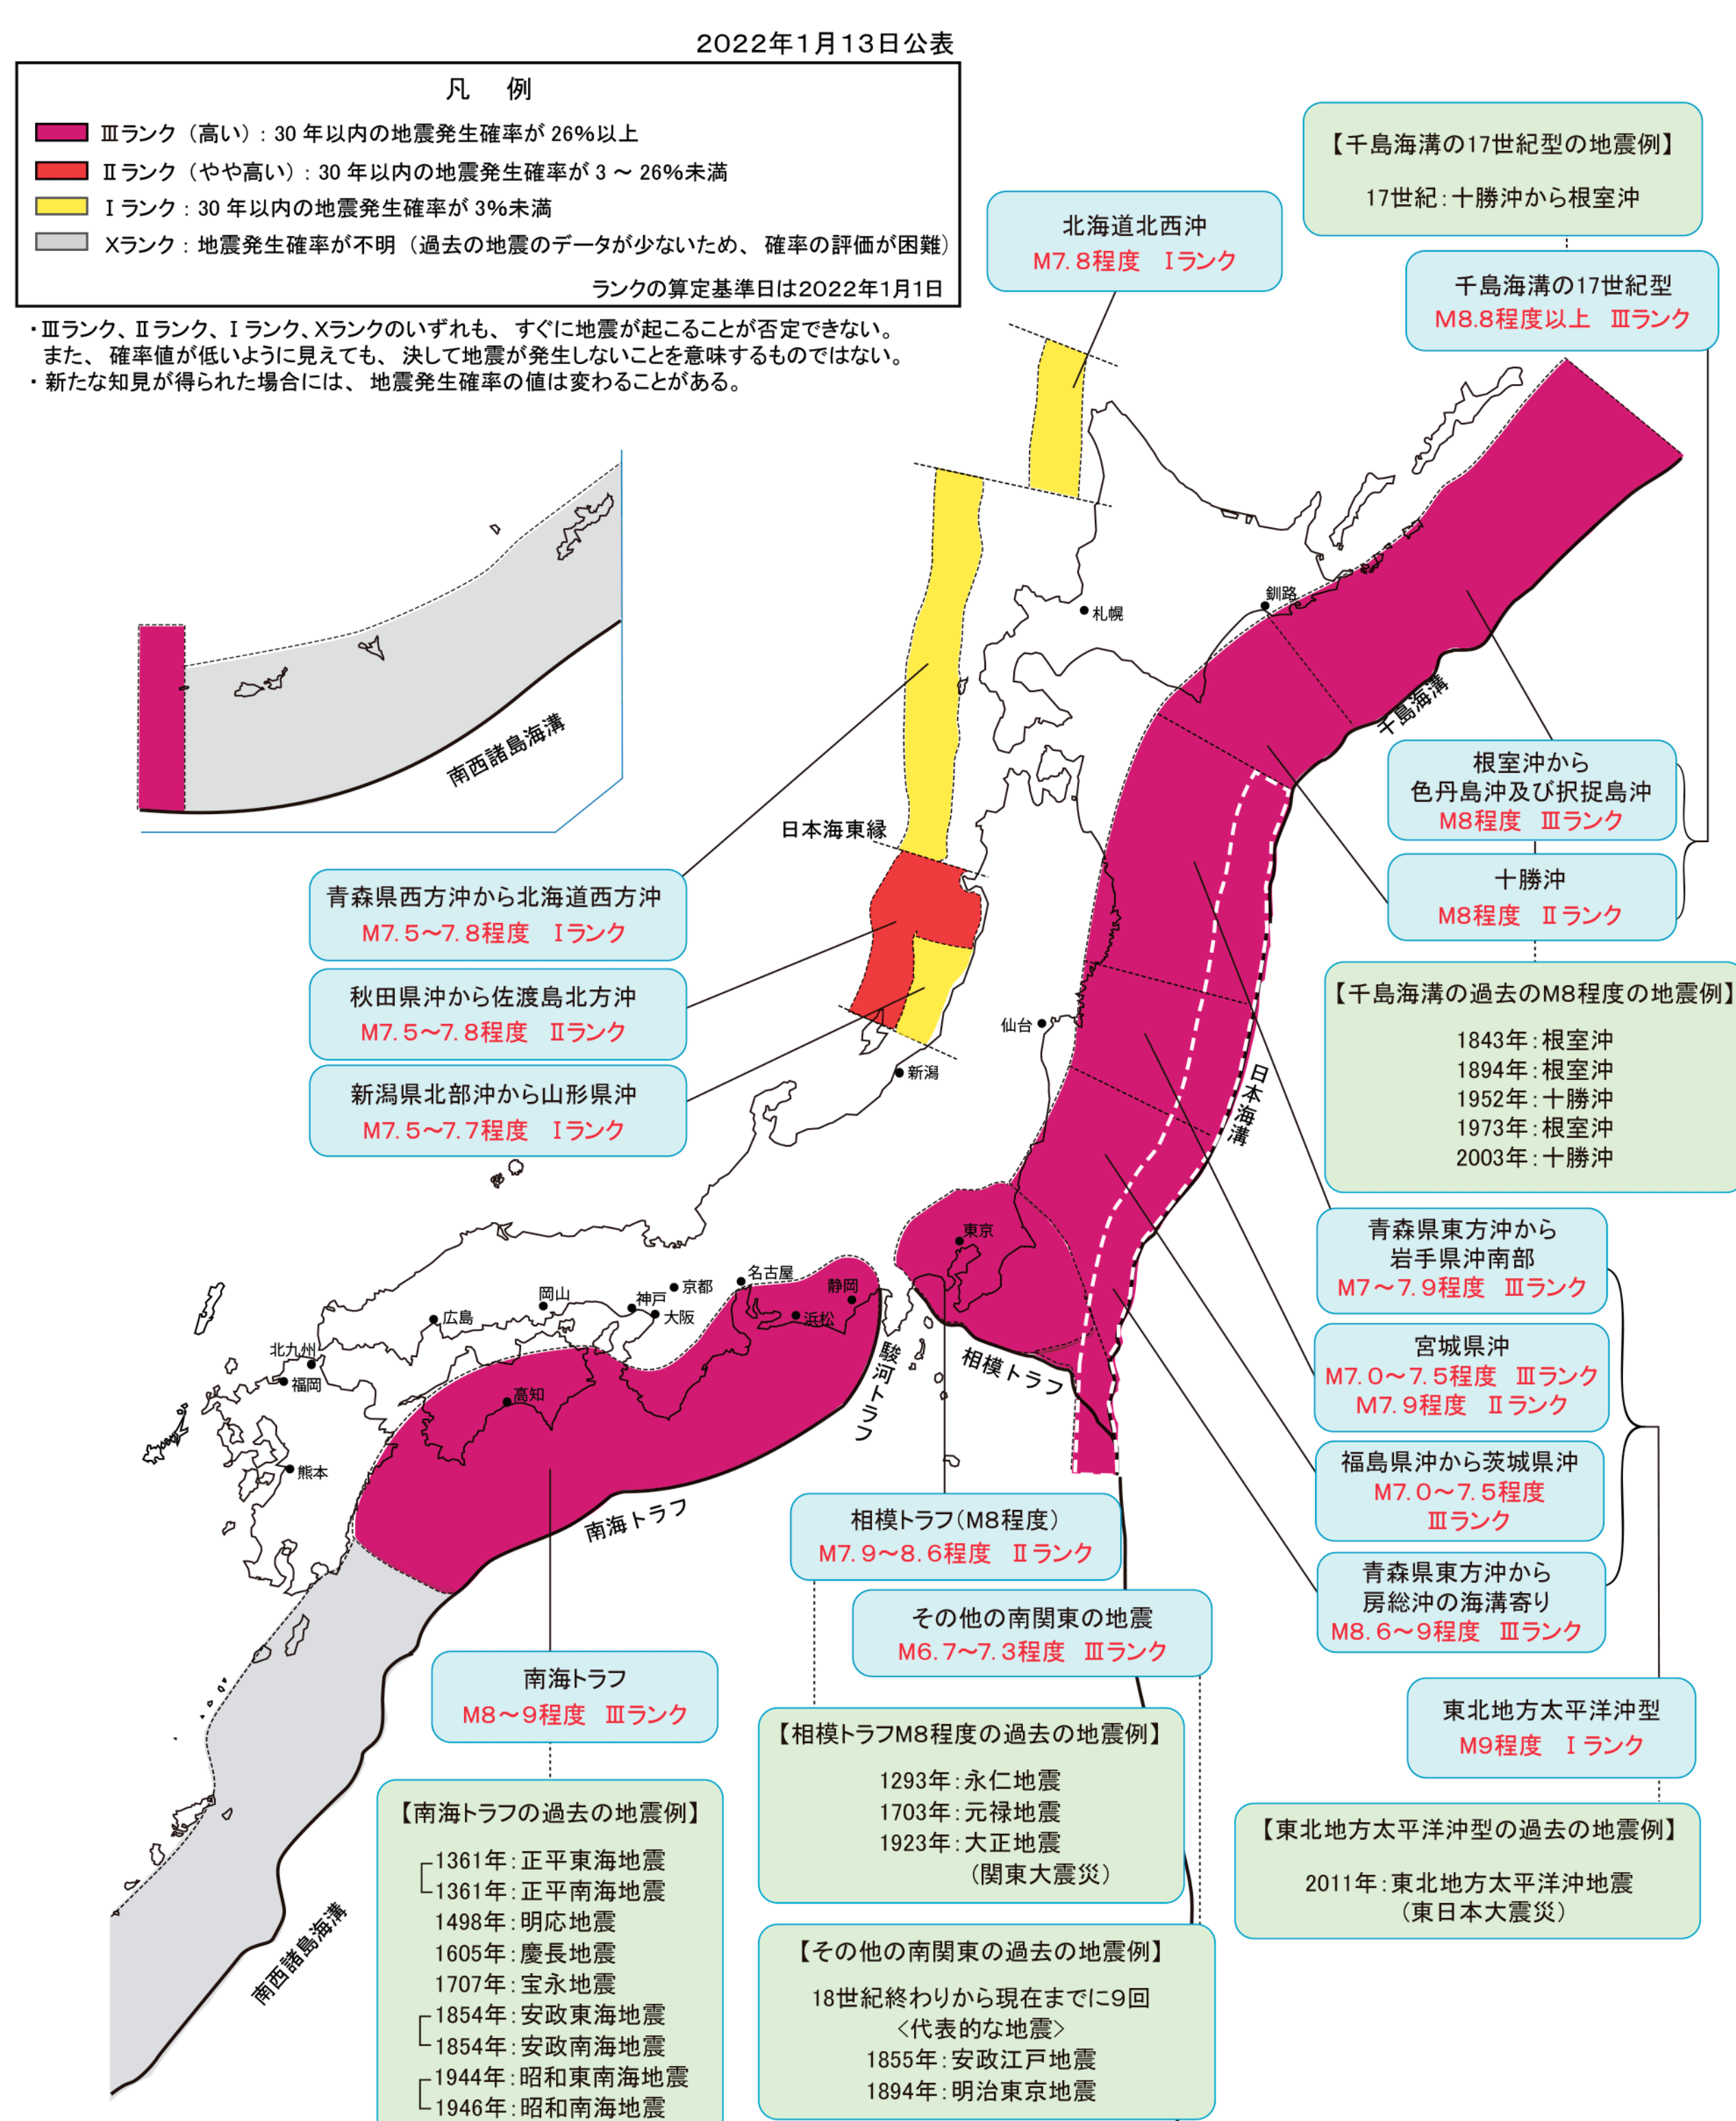 2022年1月13日公表
凡 例
Ⅲランク（高い）：30 年以内の地震発生確率が 26%以上
Ⅱランク（やや高い）：30 年以内の地震発生確率が 3 ～ 26%未満
Ⅰランク：30 年以内の地震発生確率が 3%未満
Xランク：地震発生確率が不明（過去の地震のデータが少ないため、確率の評価が困難）
ランクの算定基準日は2022年1月1日
・Ⅲランク、Ⅱランク、Ⅰランク、Xランクのいずれも、すぐに地震が起こることが否定できない。
また、確率値が低いように見えても、決して地震が発生しないことを意味するものではない。
・新たな知見が得られた場合には、地震発生確率の値は変わることがある。
【千島海溝の17世紀型の地震例】
17世紀：十勝沖から根室沖
北海道北西沖
M7.8程度 Ⅰランク
千島海溝の17世紀型
M8.8程度以上 Ⅲランク
釧路
札幌
千島海溝
南西諸島海溝
根室沖から
色丹島沖及び択捉島沖
M8程度 Ⅲランク
十勝沖
M8程度 Ⅱランク
日本海東縁
青森県西方沖から北海道西方沖
M7.5～7.8程度 Ⅰランク
秋田県沖から佐渡島北方沖
M7.5～7.8程度 Ⅱランク
新潟県北部沖から山形県沖
M7.5～7.7程度 Ⅰランク
【千島海溝の過去のM8程度の地震例】
1843年：根室沖
1894年：根室沖
1952年：十勝沖
1973年：根室沖
2003年：十勝沖
仙台
新潟
日本海溝
青森県東方沖から
岩手県沖南部
M7～7.9程度 Ⅲランク
宮城県沖
M7.0～7.5程度 Ⅲランク
M7.9程度 Ⅱランク
福島県沖から茨城県沖
M7.0～7.5程度
Ⅲランク
青森県東方沖から
房総沖の海溝寄り
M8.6～9程度 Ⅲランク
東京
名古屋
静岡
京都
岡山
神戸
大阪
浜松
広島
北九州
福岡
高知
熊本
駿河トラフ
相模トラフ
南海トラフ
相模トラフ（M8程度）
M7.9～8.6程度 Ⅱランク
その他の南関東の地震
M6.7～7.3程度 Ⅲランク
南海トラフ
M8～9程度 Ⅲランク
東北地方太平洋沖型
M9程度 Ⅰランク
【相模トラフM8程度の過去の地震例】
1293年：永仁地震
1703年：元禄地震
1923年：大正地震
（関東大震災）
【東北地方太平洋沖型の過去の地震例】
2011年：東北地方太平洋沖地震
（東日本大震災）
【南海トラフの過去の地震例】
1361年：正平東海地震
1361年：正平南海地震
1498年：明応地震
1605年：慶長地震
1707年：宝永地震
1854年：安政東海地震
1854年：安政南海地震
1944年：昭和東南海地震
1946年：昭和南海地震
南西諸島海溝
【その他の南関東の過去の地震例】
18世紀終わりから現在までに9回
<代表的な地震>
1855年：安政江戸地震
1894年：明治東京地震